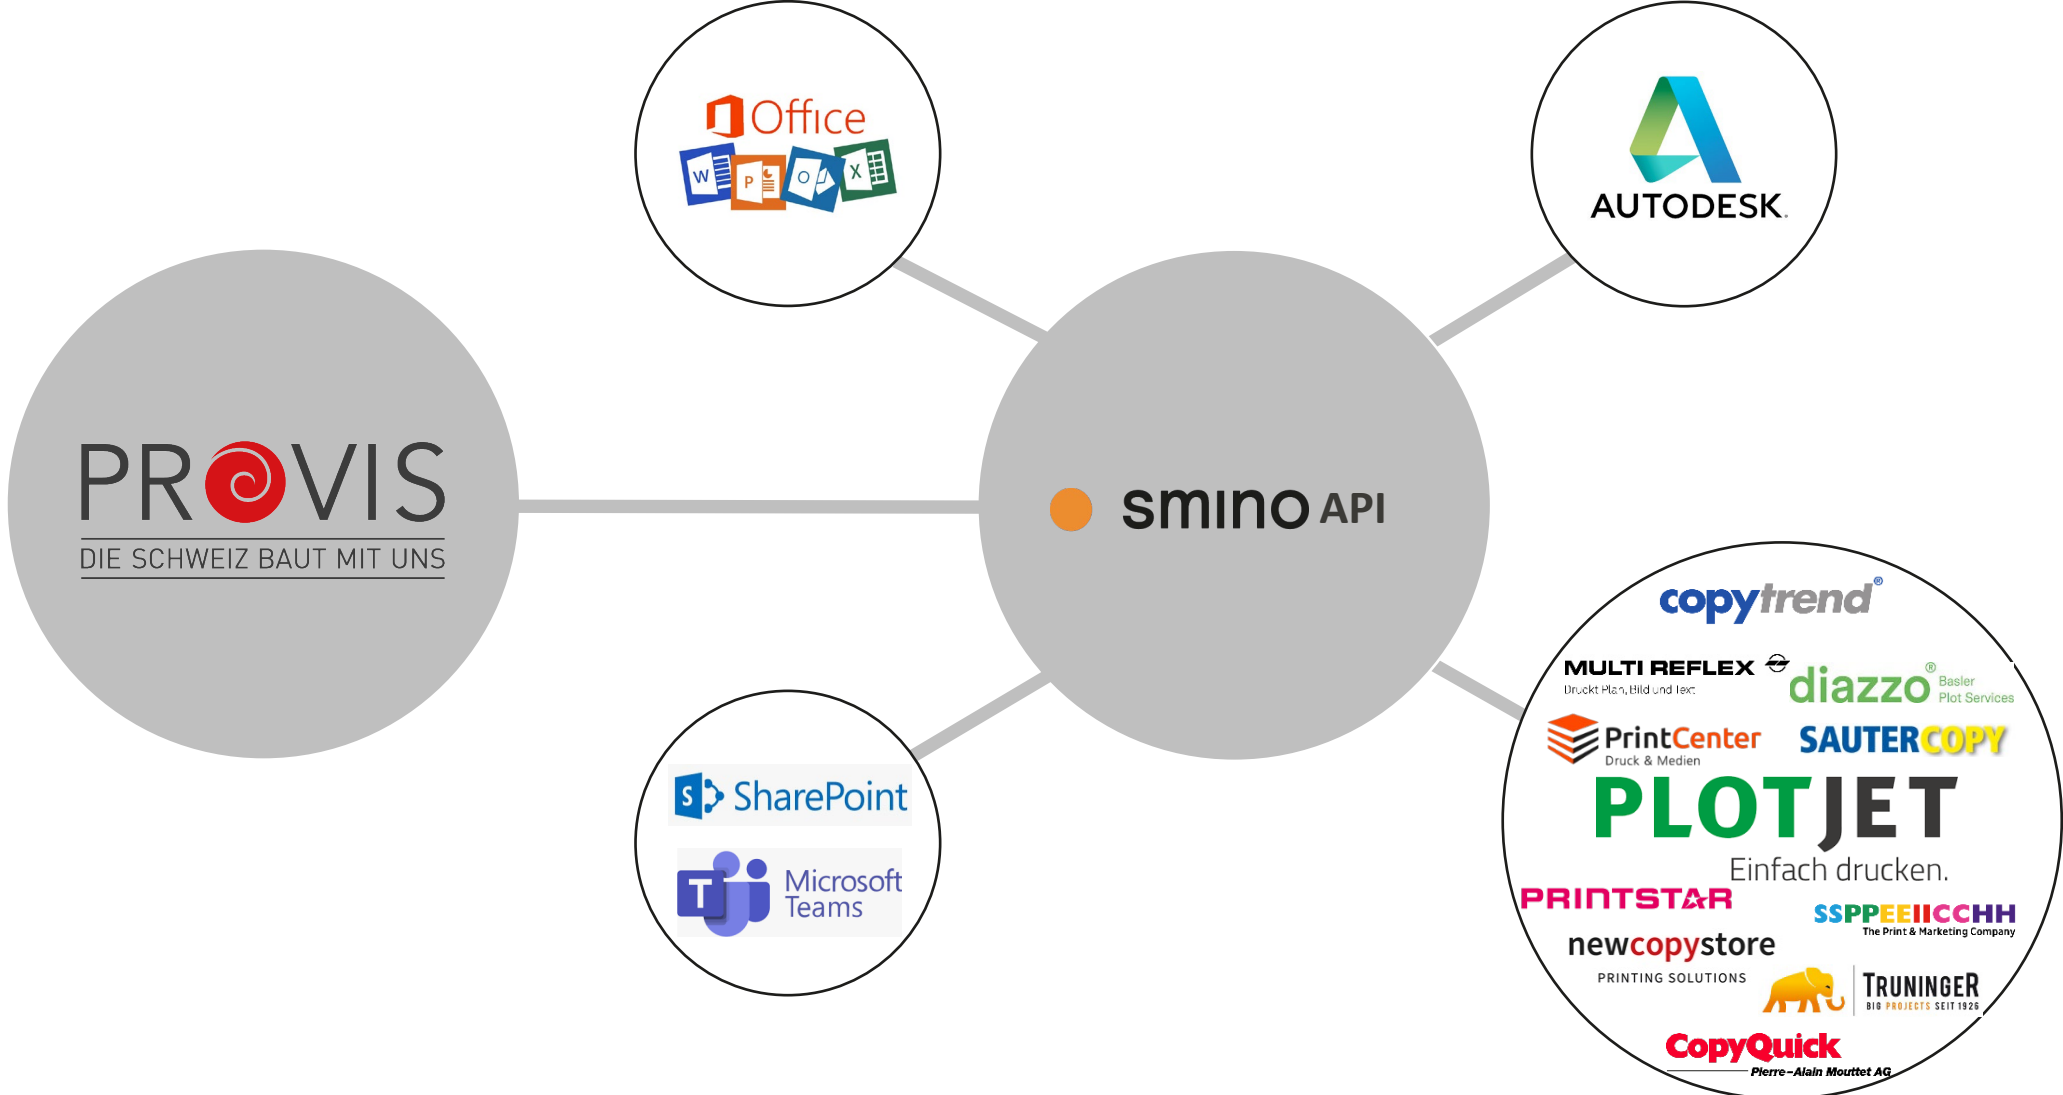 Office
W
P
O
X
AUTODESK.
PROVIS
DIE SCHWEIZ BAUT MIT UNS
smino API
S SharePoint
T Microsoft
Teams
copytrend®
MULTI REFLEX
Druckt Plan, Bild und Text
diazzo®
Basler
Plot Services
PrintCenter
Druck & Medien
SAUTERCOPY
PLOTJET
Einfach drucken.
PRINTSTAR
SSPPEEIICCHH
The Print & Marketing Company
newcopystore
PRINTING SOLUTIONS
TRUNINGER
BIG PROJECTS SEIT 1926
CopyQuick
Pierre-Alain Mouttet AG